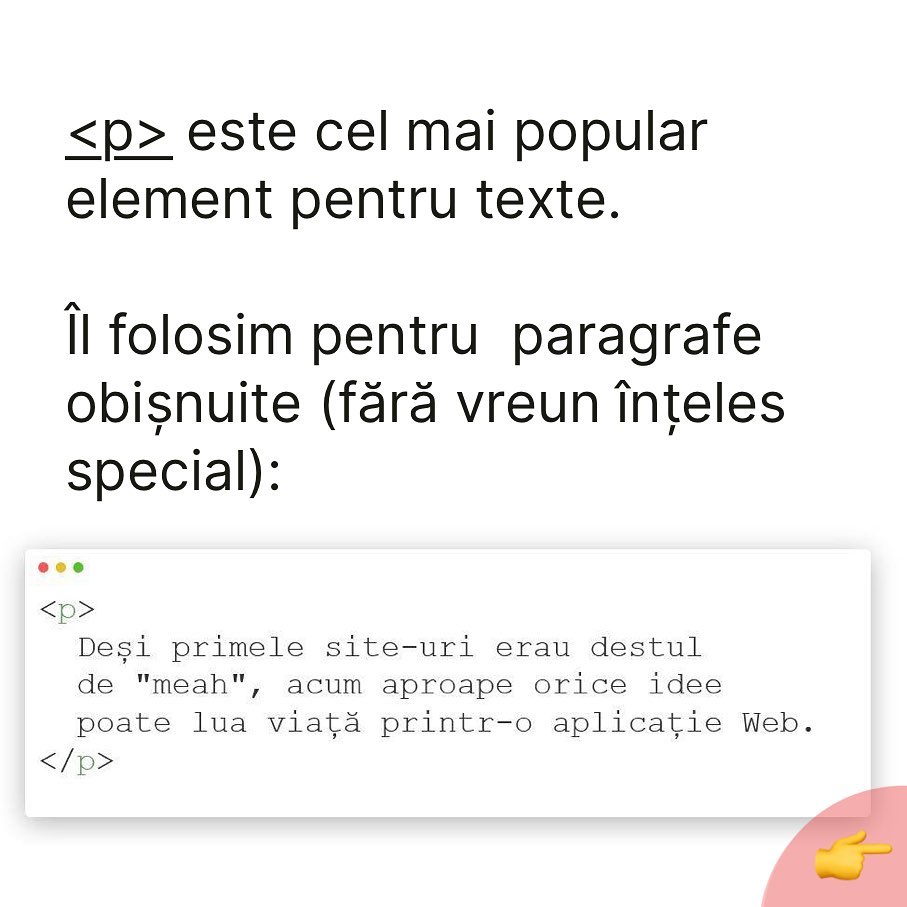 <p> este cel mai popular
element pentru texte.
Îl folosim pentru  paragrafe
obișnuite (fără vreun înțeles
special):
<p>
Deși primele site-uri erau destul
de "meah", acum aproape orice idee
poate lua viață printr-o aplicație Web.
</p>